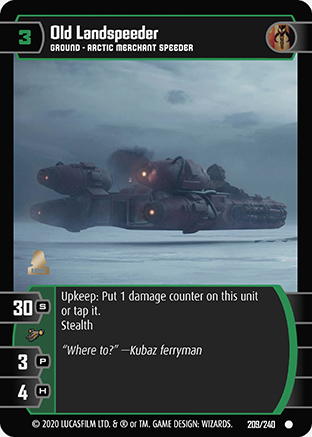 3
Old Landspeeder
GROUND - ARCTIC MERCHANT SPEEDER
30 S
Upkeep: Put 1 damage counter on this unit
or tap it.
Stealth
"Where to?" —Kubaz ferryman
3 P
4 H
© 2020 LUCASFILM LTD. & ® or TM. GAME DESIGN: WIZARDS. 209/240